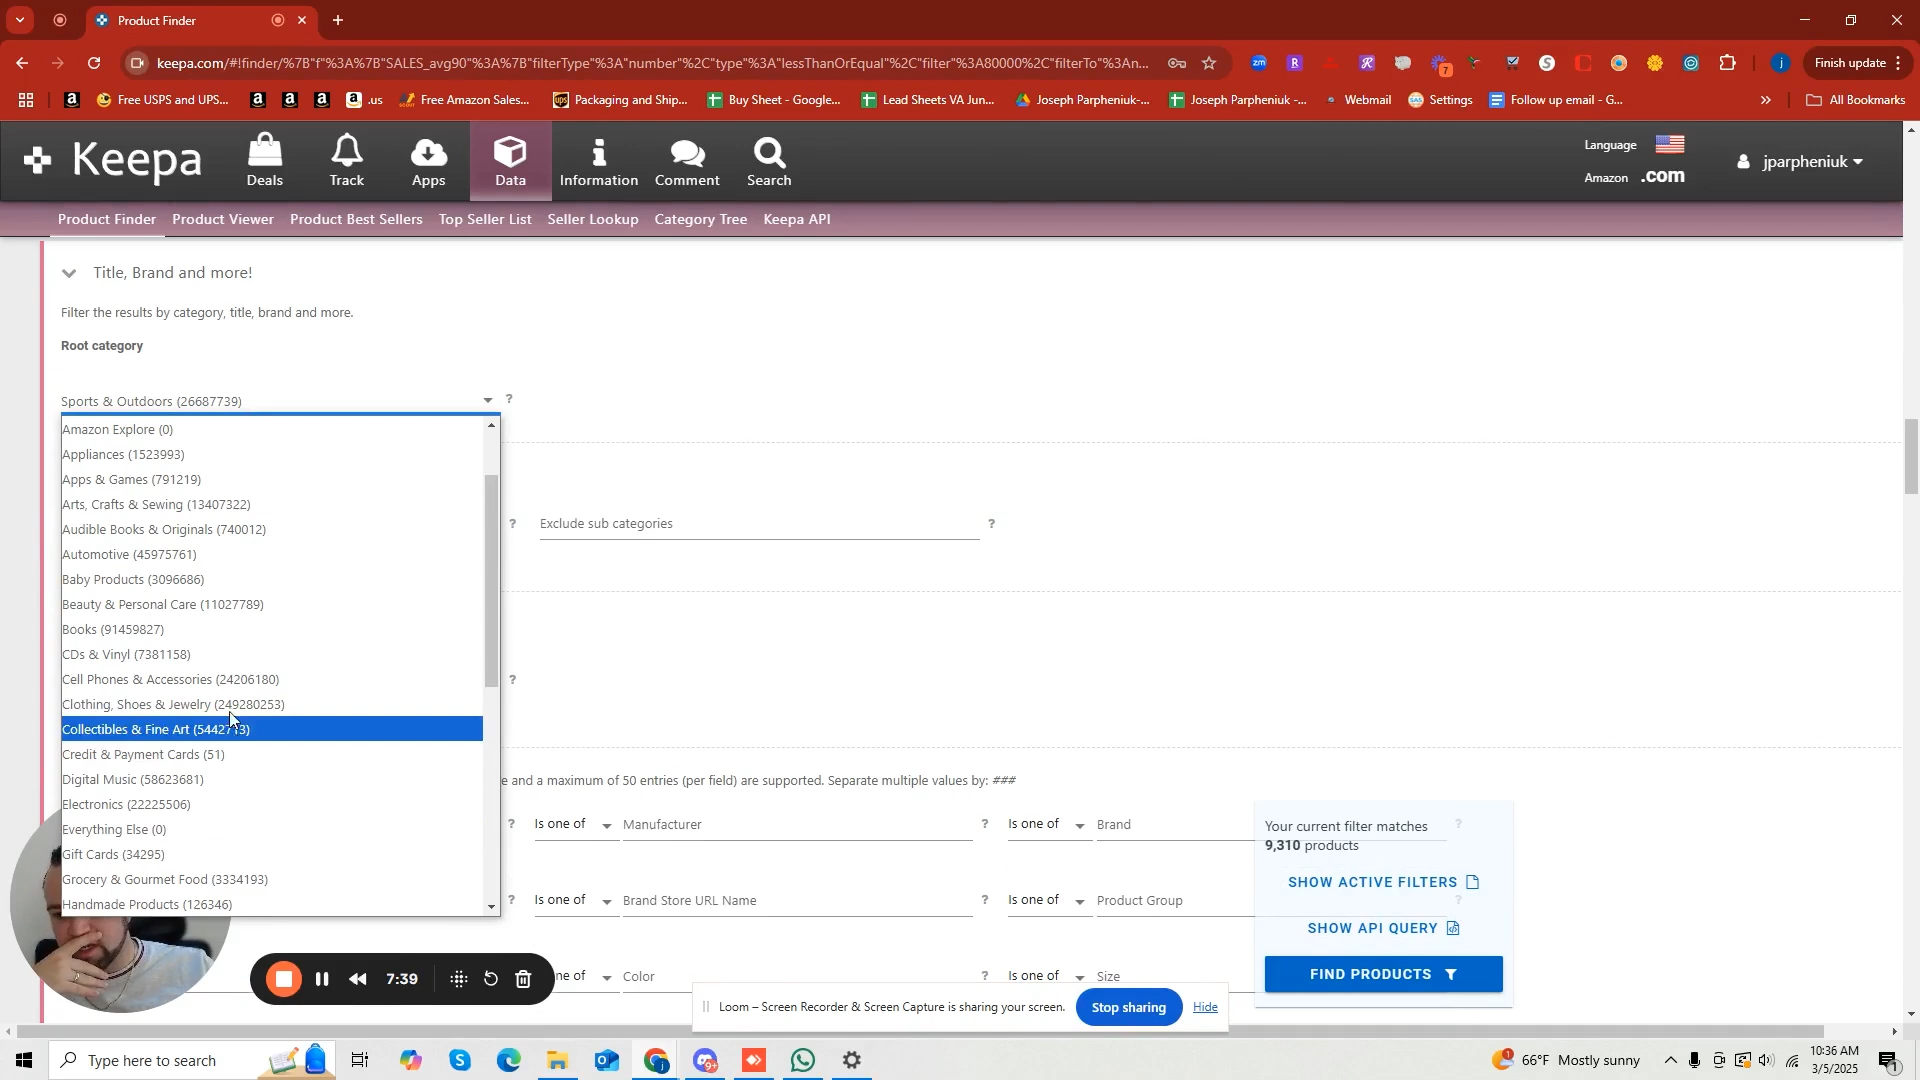 Product Finder
keepa.com/#!finder/%7B"f"%3A%7B"SALES_avg90"%3A%7B"filterType"%3A"number"%2C"type"%3A"lessThanOrEqual"%2C"filter"%3A80000%2C"filterTo"%3An...
Finish update
Free USPS and UPS...
.us
Free Amazon Sales...
Packaging and Ship...
Buy Sheet - Google...
Lead Sheets VA Jun...
Joseph Parpheniuk-...
Joseph Parpheniuk -...
Webmail
Settings
Follow up email - G...
All Bookmarks
Keepa
Deals
Track
Apps
Data
Information
Comment
Search
Language
Amazon .com
jparpheniuk
Product Finder
Product Viewer
Product Best Sellers
Top Seller List
Seller Lookup
Category Tree
Keepa API
Title, Brand and more!
Filter the results by category, title, brand and more.
Root category
Sports & Outdoors (26687739)
?
Amazon Explore (0)
Appliances (1523993)
Apps & Games (791219)
Arts, Crafts & Sewing (13407322)
Audible Books & Originals (740012)
Automotive (45975761)
Baby Products (3096686)
Beauty & Personal Care (11027789)
Books (91459827)
CDs & Vinyl (7381158)
Cell Phones & Accessories (24206180)
Clothing, Shoes & Jewelry (249280253)
Collectibles & Fine Art
Credit & Payment Cards (51)
Digital Music (58623681)
Electronics (22225506)
Everything Else (0)
Gift Cards (34295)
Grocery & Gourmet Food (3334193)
Handmade Products (126346)
? Exclude sub categories ?
?
e and a maximum of 50 entries (per field) are supported. Separate multiple values by: ###
? Is one of Manufacturer ? Is one of Brand ?
? Is one of Brand Store URL Name ? Is one of Product Group ?
ne of Color ? Is one of Size
Your current filter matches
9,310 products
SHOW ACTIVE FILTERS
SHOW API QUERY
FIND PRODUCTS
7:39
Loom – Screen Recorder & Screen Capture is sharing your screen.
Stop sharing
Hide
Type here to search
66°F Mostly sunny
10:36 AM
3/5/2025